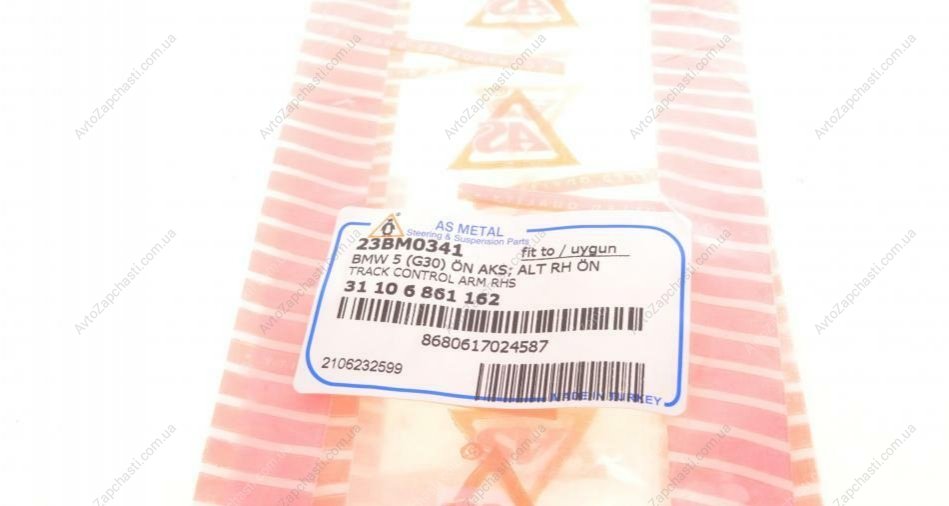 AS METAL
Steering & Suspension Parts
23BM0341
fit to / uygun
BMW 5 (G30) ÖN AKS; ALT RH ÖN
TRACK CONTROL ARM RHS
31 10 6 861 162
8680617024587
2106232599
MADE IN TURKEY
AS
AvtoZapchasti.com.ua